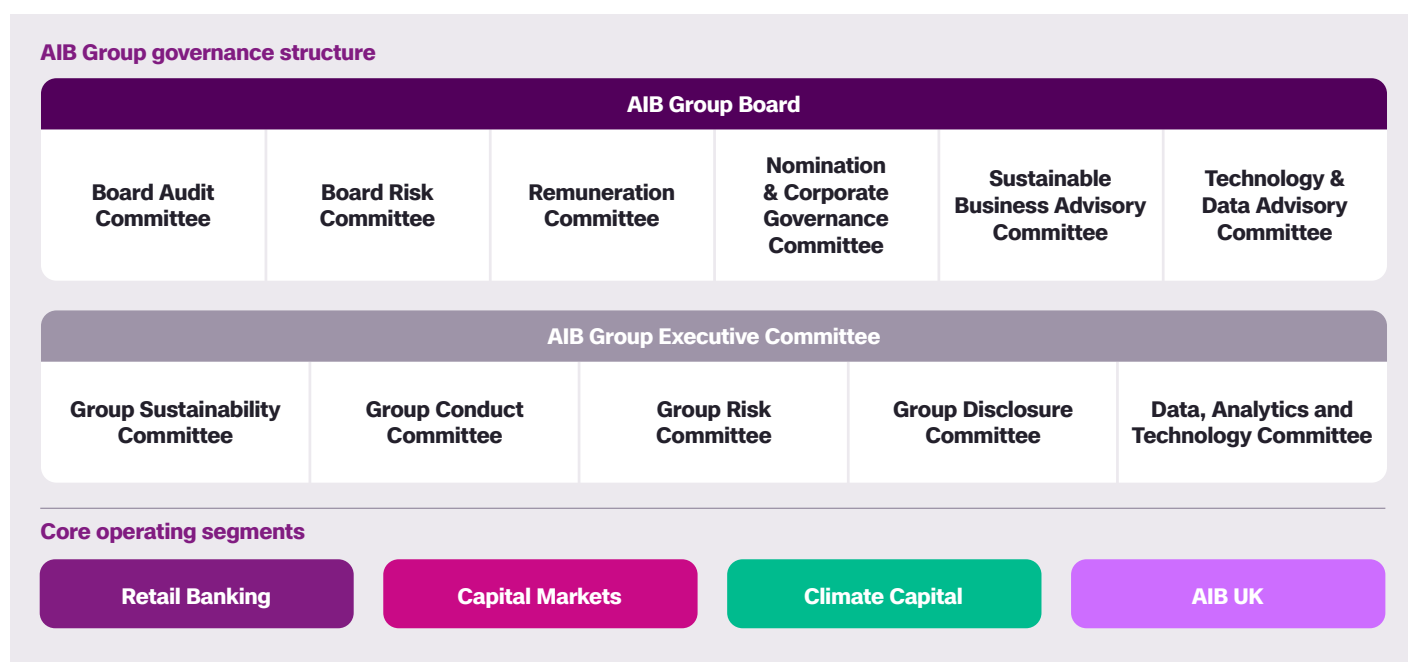 AIB Group governance structure
AIB Group Board
Board Audit
Committee
Board Risk
Committee
Remuneration
Committee
Nomination
& Corporate
Governance
Committee
Sustainable
Business Advisory
Committee
Technology &
Data Advisory
Committee
AIB Group Executive Committee
Group Sustainability
Committee
Group Conduct
Committee
Group Risk
Committee
Group Disclosure
Committee
Data, Analytics and
Technology Committee
Core operating segments
Retail Banking
Capital Markets
Climate Capital
AIB UK